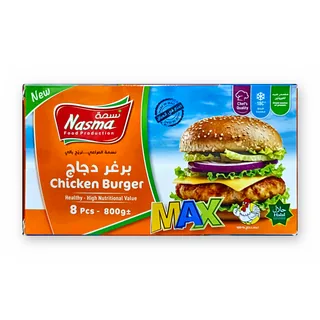 New
نسمة
Nasma
Food Production
برغر دجاج
Chicken Burger
Healthy - High Nutritional Value
8 Pcs - 800g±
MAX
Chef's
Quality
-18C°
حلال
Halal